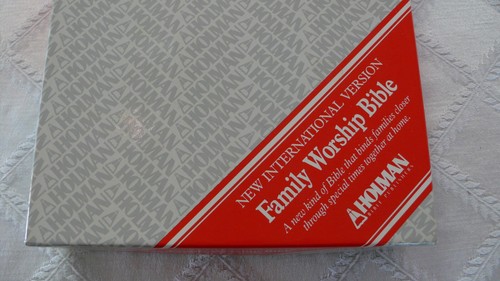 NEW INTERNATIONAL VERSION
Family Worship Bible
A new kind of Bible that binds families closer
through special times together at home.
HOLMAN
BIBLE PUBLISHERS